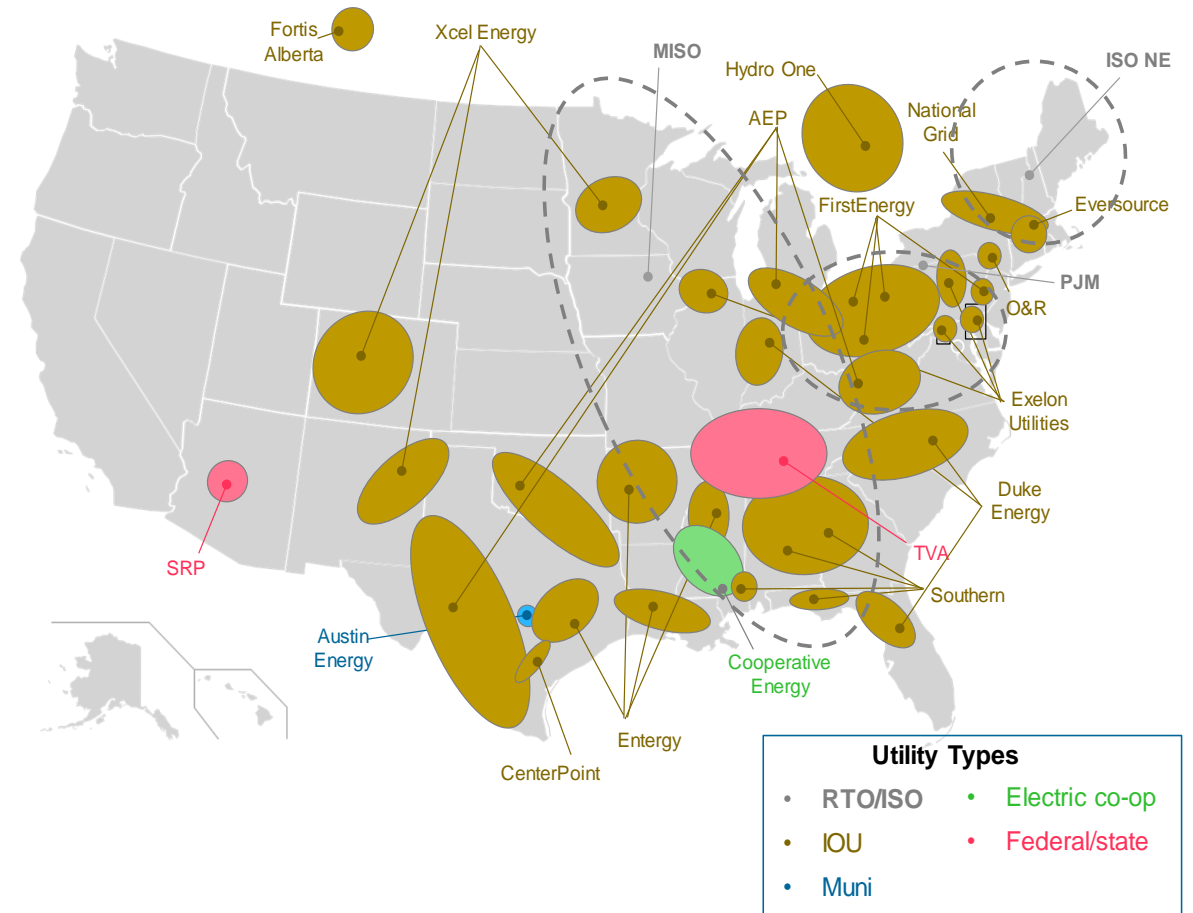 Fortis
Alberta
Xcel Energy
MISO
Hydro One
ISO NE
AEP
National
Grid
FirstEnergy
Eversource
PJM
O&R
Exelon
Utilities
Duke
Energy
TVA
SRP
Southern
Austin
Energy
Cooperative
Energy
Entergy
CenterPoint
Utility Types
• RTO/ISO
• Electric co-op
• IOU
• Federal/state
• Muni